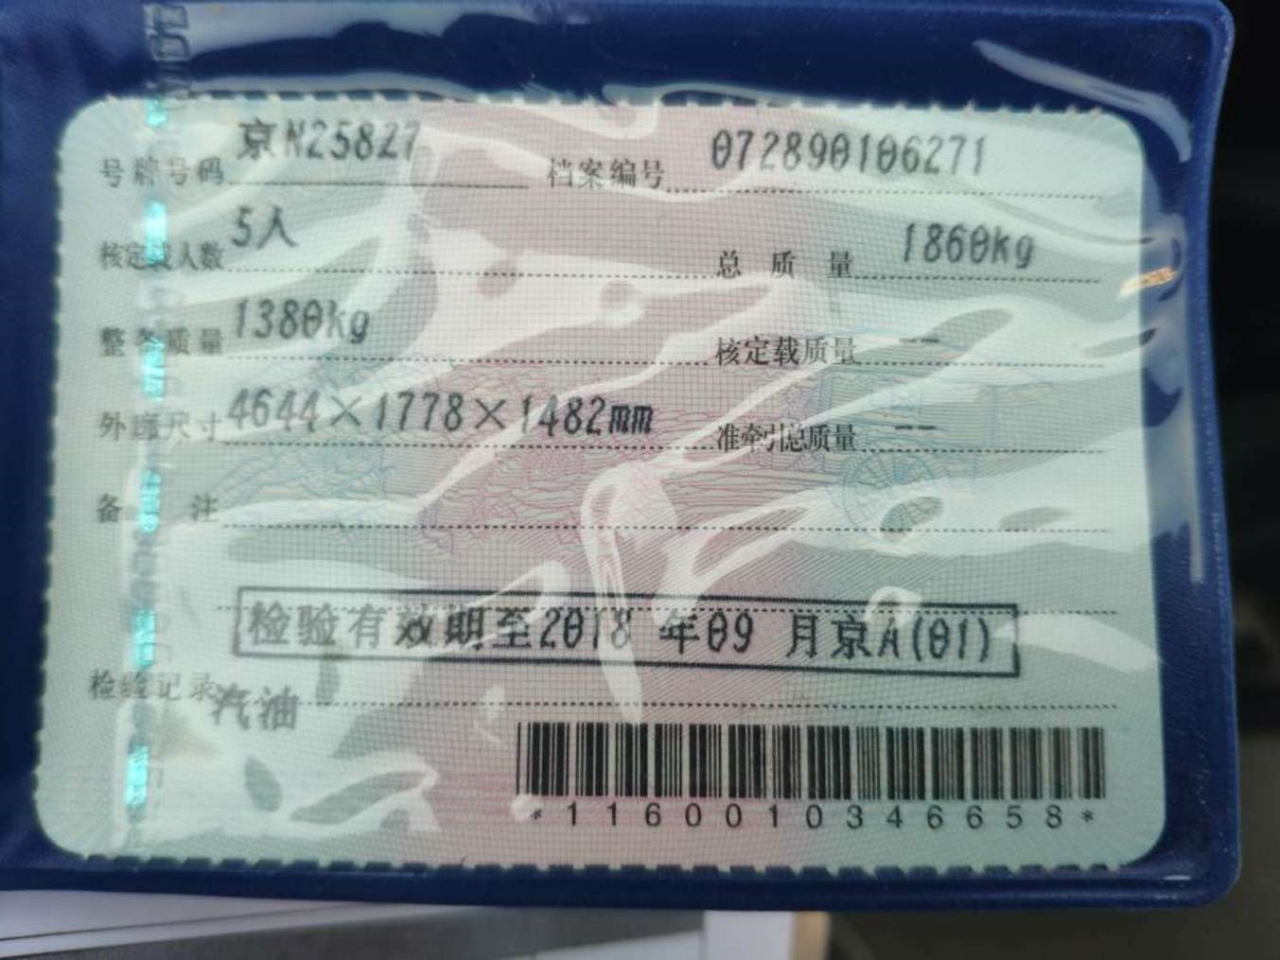 号牌号码 京N25827 档案编号 072890106271
核定载人数 5人 总质量 1860kg
整备质量 1380kg 核定载质量 --
外廓尺寸 4644×1778×1482mm 准牵引总质量 --
备注
检验有效期至2018 年09 月京A(01)
检验记录 汽油
*1160010346658*